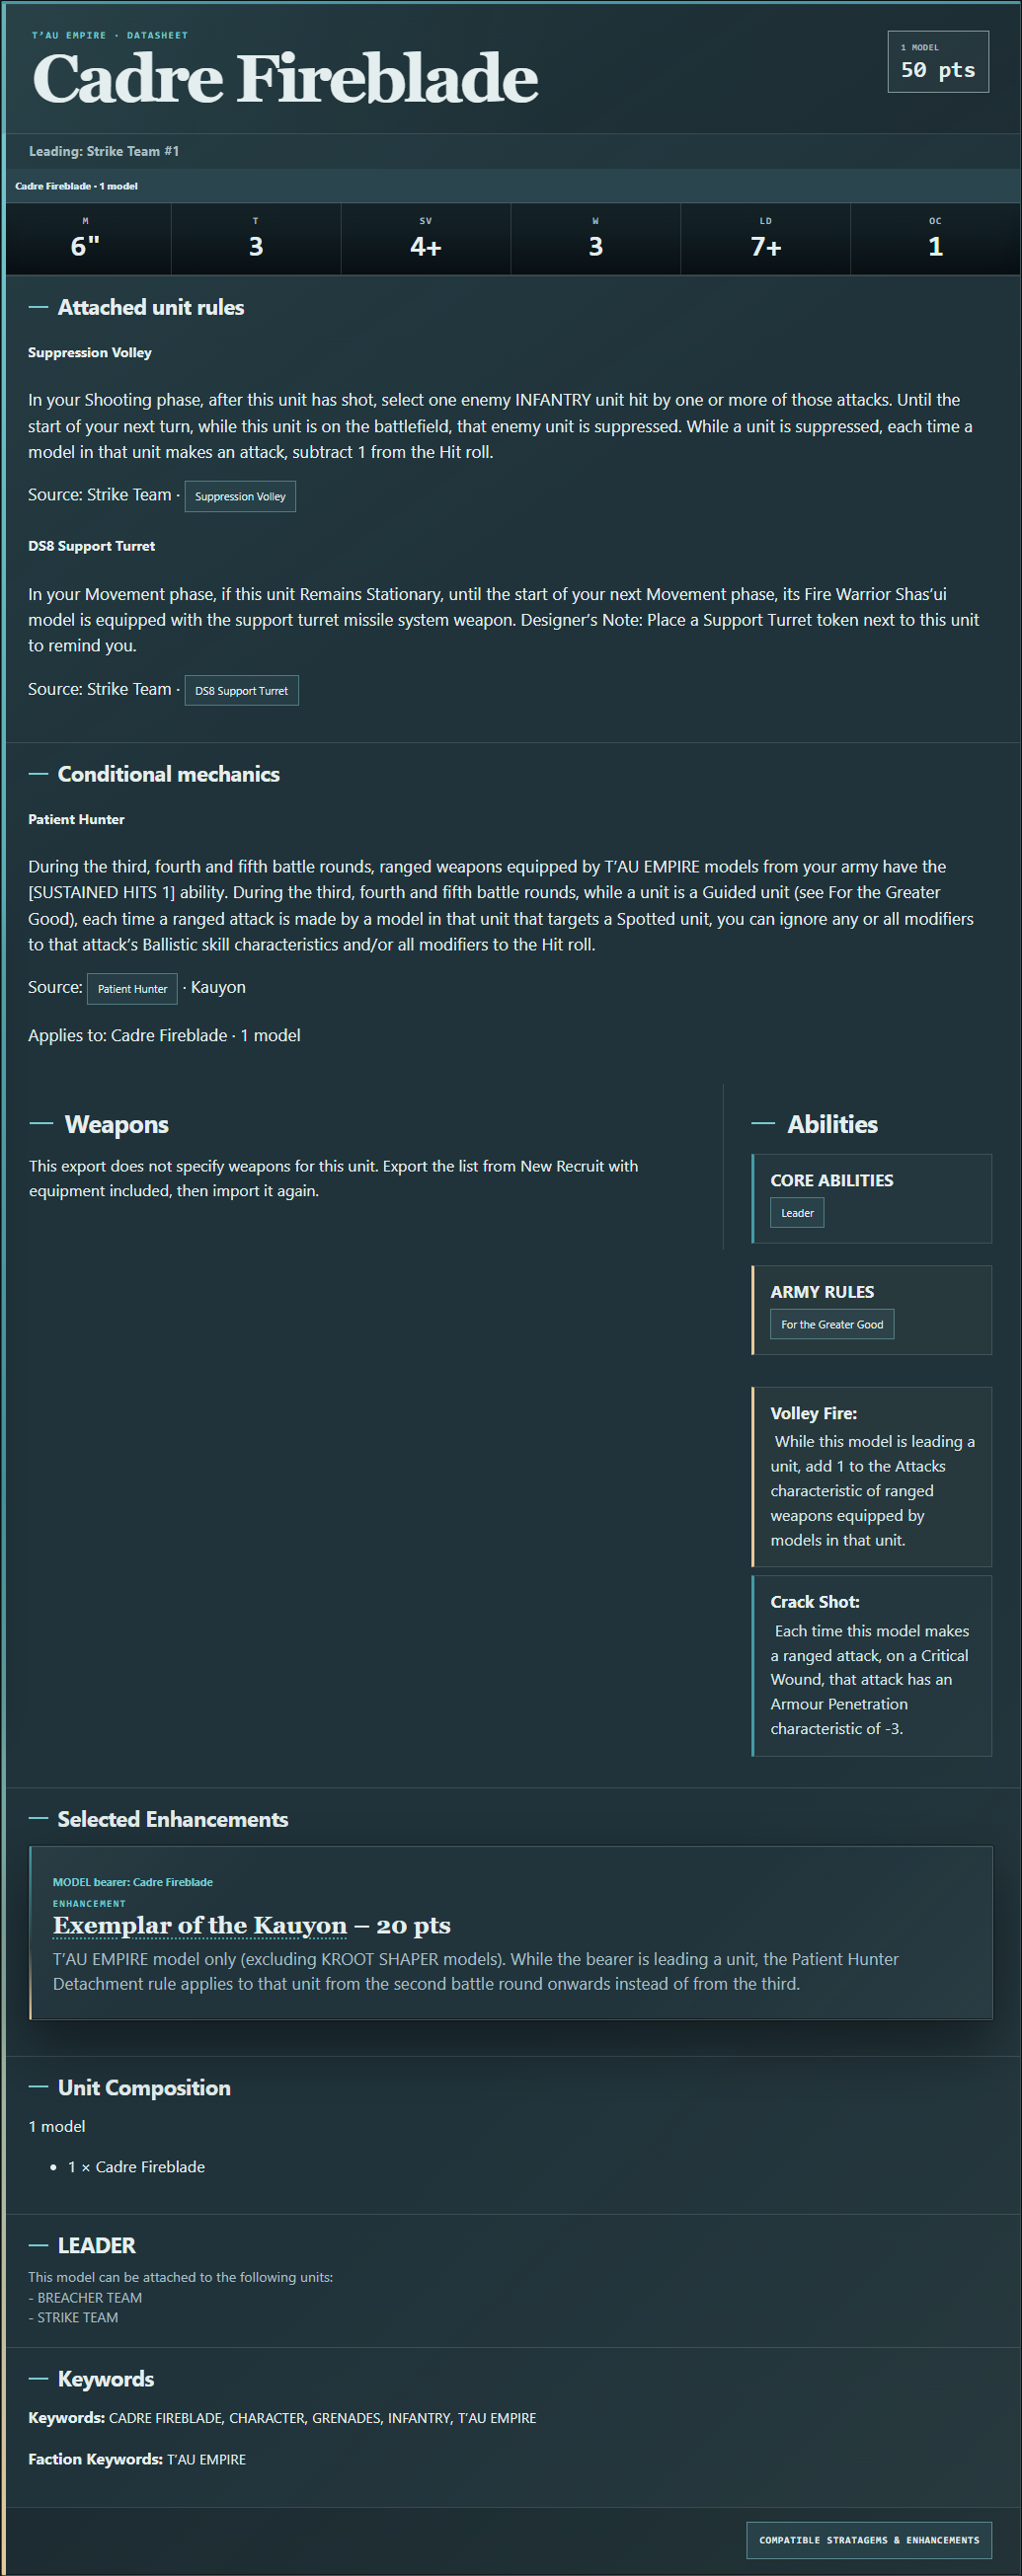 T’AU EMPIRE · DATASHEET
Cadre Fireblade
1 MODEL
50 pts
Leading: Strike Team #1
Cadre Fireblade · 1 model
M
6"
T
3
SV
4+
W
3
LD
7+
OC
1
Attached unit rules
Suppression Volley
In your Shooting phase, after this unit has shot, select one enemy INFANTRY unit hit by one or more of those attacks. Until the
start of your next turn, while this unit is on the battlefield, that enemy unit is suppressed. While a unit is suppressed, each time a
model in that unit makes an attack, subtract 1 from the Hit roll.
Source: Strike Team · Suppression Volley
DS8 Support Turret
In your Movement phase, if this unit Remains Stationary, until the start of your next Movement phase, its Fire Warrior Shas’ui
model is equipped with the support turret missile system weapon. Designer’s Note: Place a Support Turret token next to this unit
to remind you.
Source: Strike Team · DS8 Support Turret
Conditional mechanics
Patient Hunter
During the third, fourth and fifth battle rounds, ranged weapons equipped by T’AU EMPIRE models from your army have the
[SUSTAINED HITS 1] ability. During the third, fourth and fifth battle rounds, while a unit is a Guided unit (see For the Greater
Good), each time a ranged attack is made by a model in that unit that targets a Spotted unit, you can ignore any or all modifiers
to that attack’s Ballistic skill characteristics and/or all modifiers to the Hit roll.
Source: Patient Hunter · Kauyon
Applies to: Cadre Fireblade · 1 model
Weapons
This export does not specify weapons for this unit. Export the list from New Recruit with
equipment included, then import it again.
Abilities
CORE ABILITIES
Leader
ARMY RULES
For the Greater Good
Volley Fire:
While this model is leading a
unit, add 1 to the Attacks
characteristic of ranged
weapons equipped by
models in that unit.
Crack Shot:
Each time this model makes
a ranged attack, on a Critical
Wound, that attack has an
Armour Penetration
characteristic of -3.
Selected Enhancements
MODEL bearer: Cadre Fireblade
ENHANCEMENT
Exemplar of the Kauyon – 20 pts
T’AU EMPIRE model only (excluding KROOT SHAPER models). While the bearer is leading a unit, the Patient Hunter
Detachment rule applies to that unit from the second battle round onwards instead of from the third.
Unit Composition
1 model
• 1 × Cadre Fireblade
LEADER
This model can be attached to the following units:
- BREACHER TEAM
- STRIKE TEAM
Keywords
Keywords: CADRE FIREBLADE, CHARACTER, GRENADES, INFANTRY, T’AU EMPIRE
Faction Keywords: T’AU EMPIRE
COMPATIBLE STRATAGEMS & ENHANCEMENTS